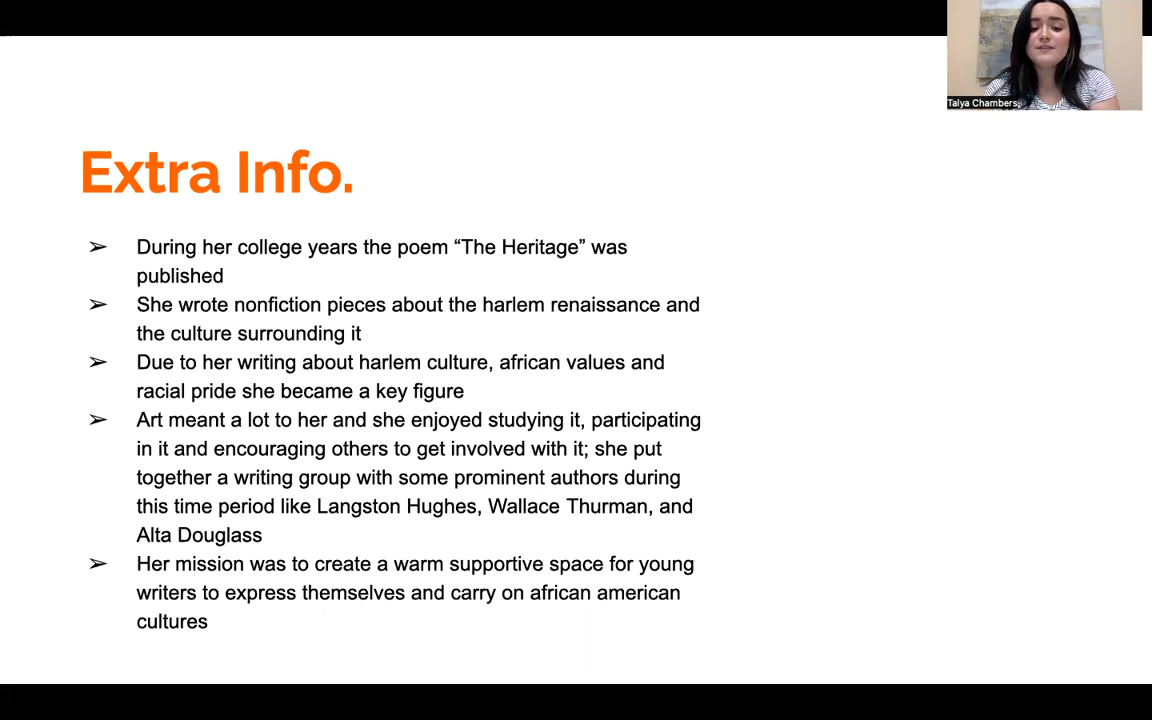 Talya Chambers
Extra Info.
➢ During her college years the poem “The Heritage” was
published
➢ She wrote nonfiction pieces about the harlem renaissance and
the culture surrounding it
➢ Due to her writing about harlem culture, african values and
racial pride she became a key figure
➢ Art meant a lot to her and she enjoyed studying it, participating
in it and encouraging others to get involved with it; she put
together a writing group with some prominent authors during
this time period like Langston Hughes, Wallace Thurman, and
Alta Douglass
➢ Her mission was to create a warm supportive space for young
writers to express themselves and carry on african american
cultures